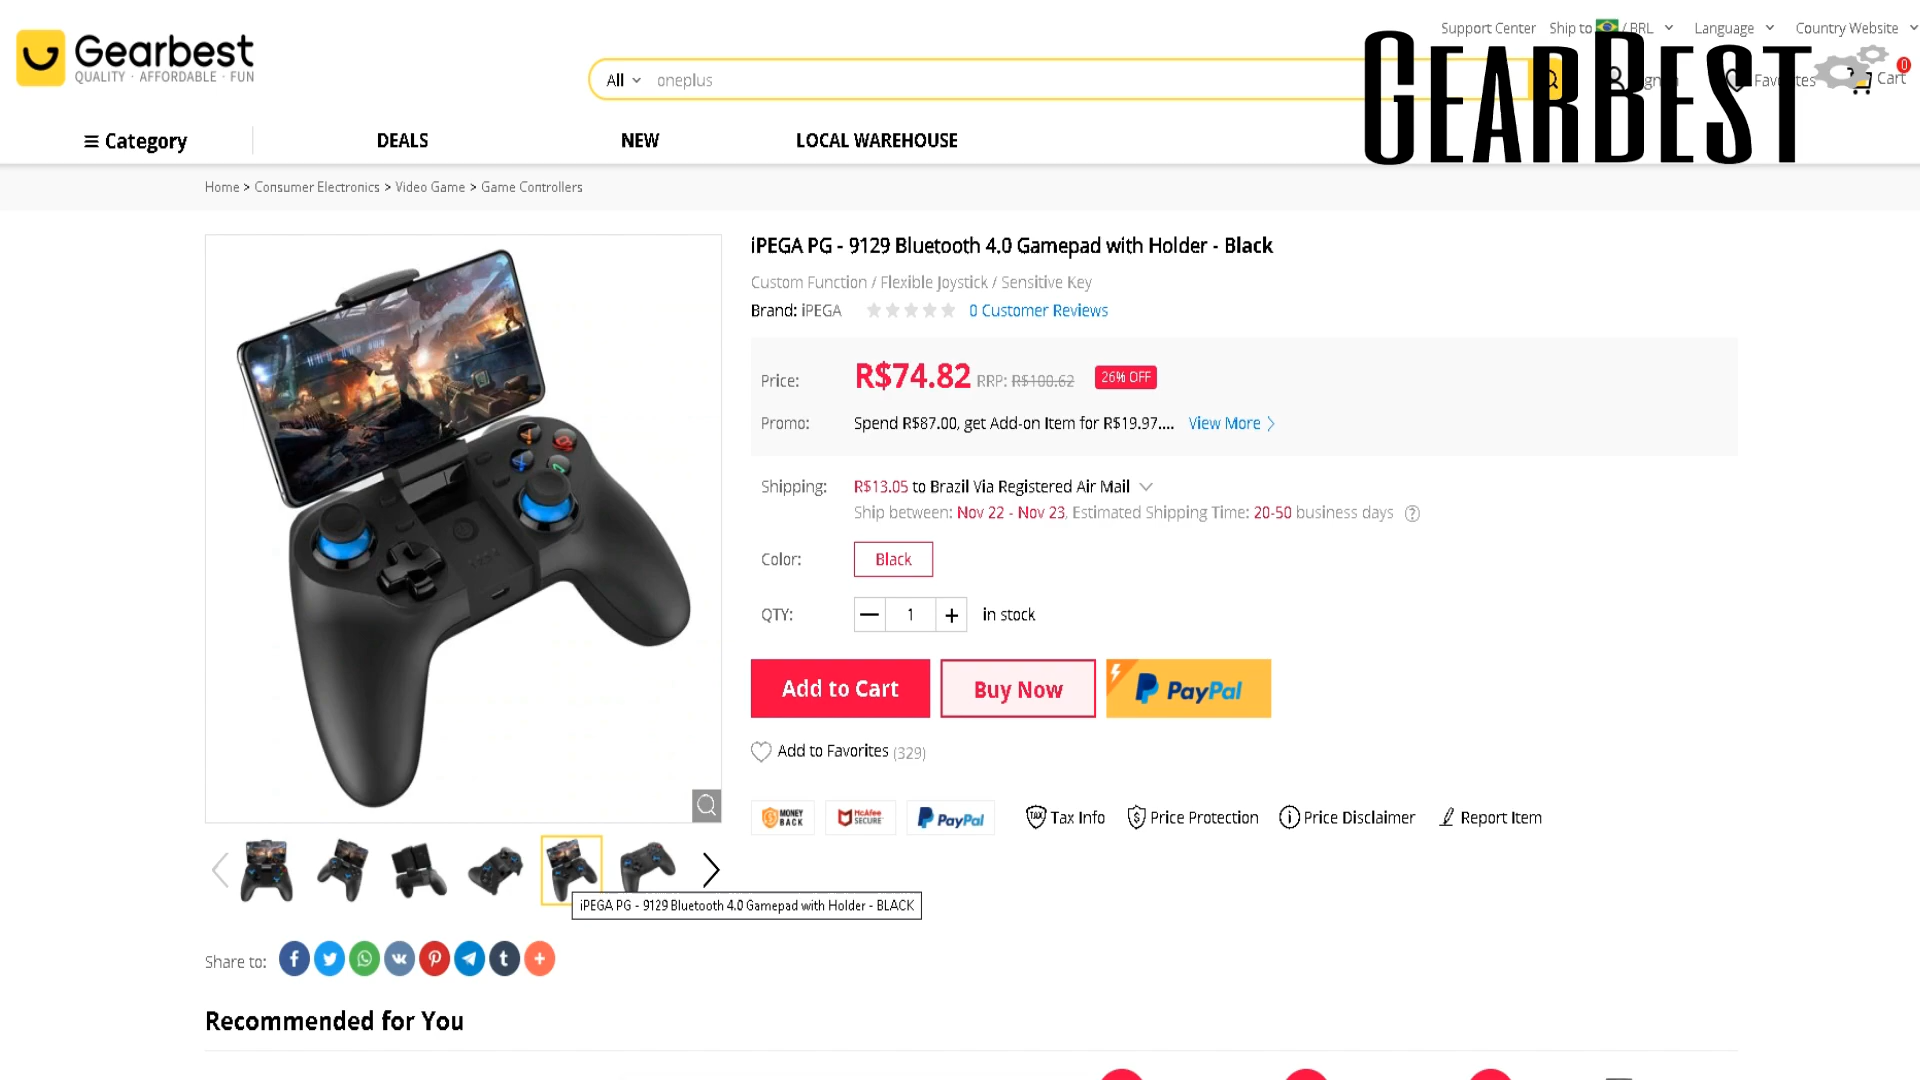 Support Center Ship to / BRL Language Country Website
Gearbest
QUALITY · AFFORDABLE · FUN
All oneplus
GEARBEST
Favorites
Cart 0
Category DEALS NEW LOCAL WAREHOUSE
Home > Consumer Electronics > Video Game > Game Controllers
iPEGA PG - 9129 Bluetooth 4.0 Gamepad with Holder - Black
Custom Function / Flexible Joystick / Sensitive Key
Brand: iPEGA 0 Customer Reviews
Price: R$74.82 RRP: R$100.62 26% OFF
Promo: Spend R$87.00, get Add-on Item for R$19.97.... View More
Shipping: R$13.05 to Brazil Via Registered Air Mail
Ship between: Nov 22 - Nov 23, Estimated Shipping Time: 20-50 business days ?
Color: Black
QTY: — 1 + in stock
Add to Cart Buy Now PayPal
Add to Favorites (329)
MONEY BACK McAfee SECURE PayPal Tax Info Price Protection Price Disclaimer Report Item
iPEGA PG - 9129 Bluetooth 4.0 Gamepad with Holder - BLACK
Share to:
Recommended for You